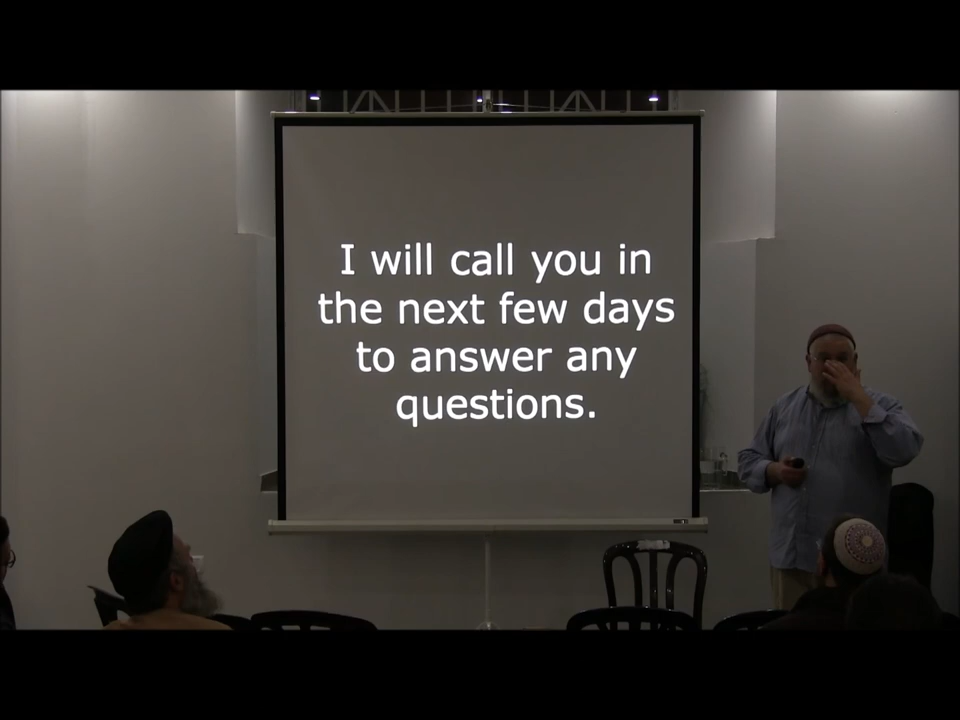 I will call you in
the next few days
to answer any
questions.